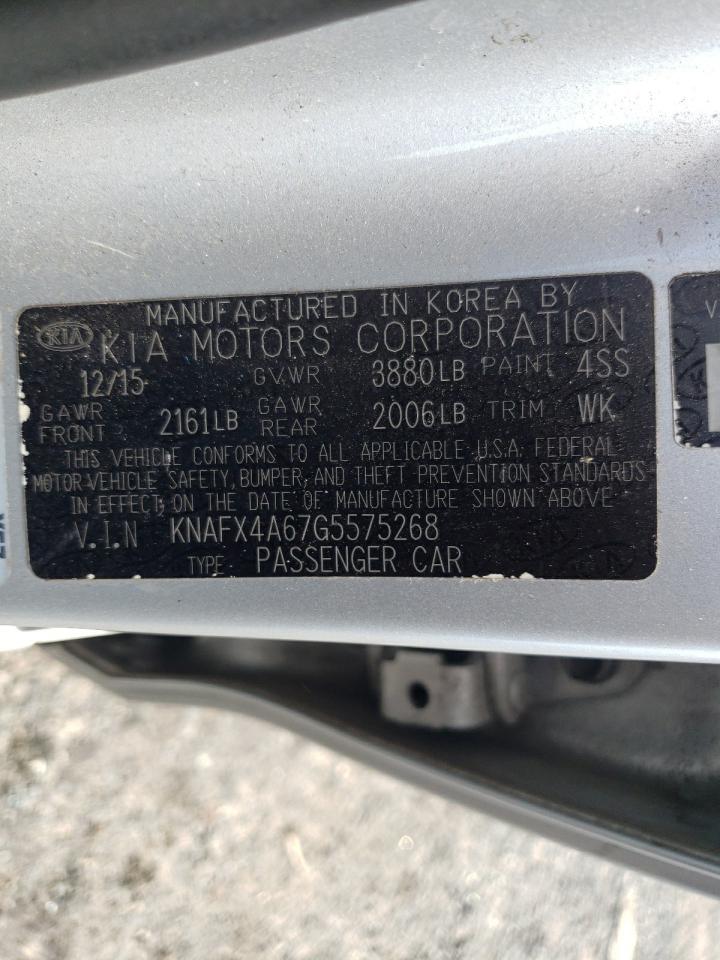 MANUFACTURED IN KOREA BY
KIA KIA MOTORS CORPORATION
12/15 GVWR 3880LB PAINT 4SS
GAWR FRONT 2161LB GAWR REAR 2006LB TRIM WK
THIS VEHICLE CONFORMS TO ALL APPLICABLE U.S.A. FEDERAL
MOTOR VEHICLE SAFETY, BUMPER, AND THEFT PREVENTION STANDARDS
IN EFFECT ON THE DATE OF MANUFACTURE SHOWN ABOVE
V.I.N KNAFX4A67G5575268
TYPE PASSENGER CAR
V